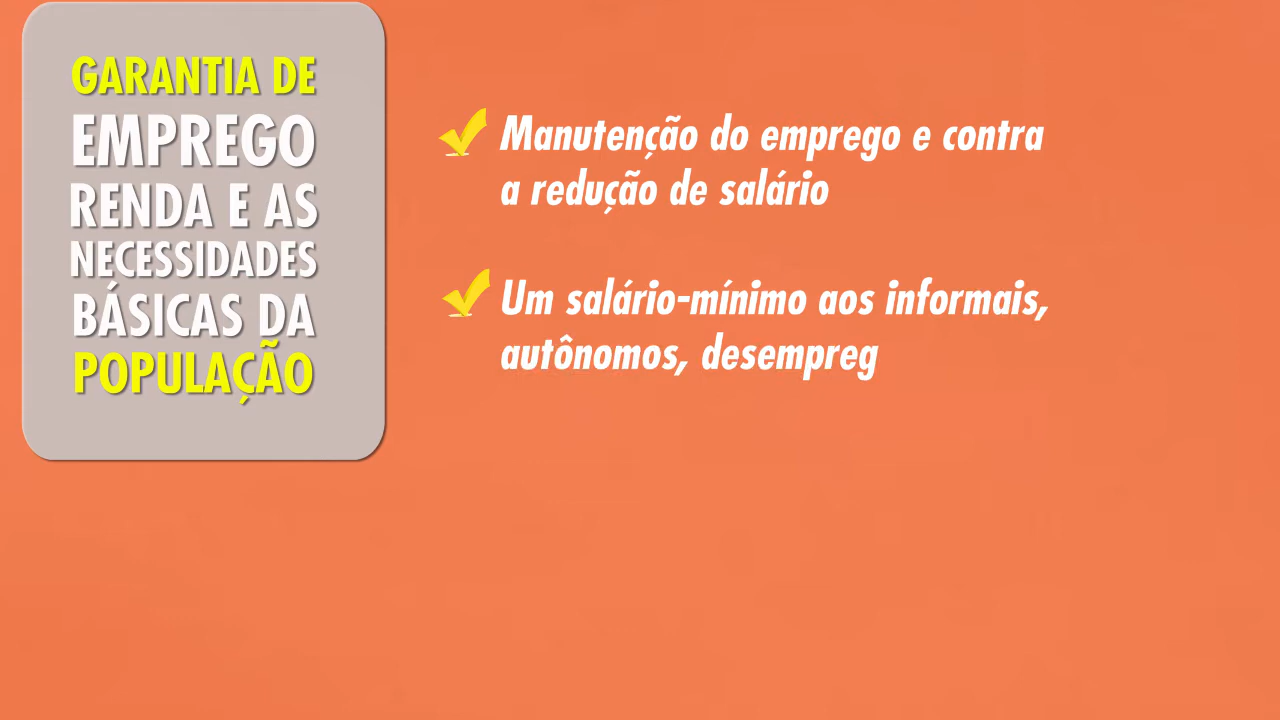 GARANTIA DE
EMPREGO
RENDA E AS
NECESSIDADES
BÁSICAS DA
POPULAÇÃO
Manutenção do emprego e contra
a redução de salário
Um salário-mínimo aos informais,
autônomos, desempreg